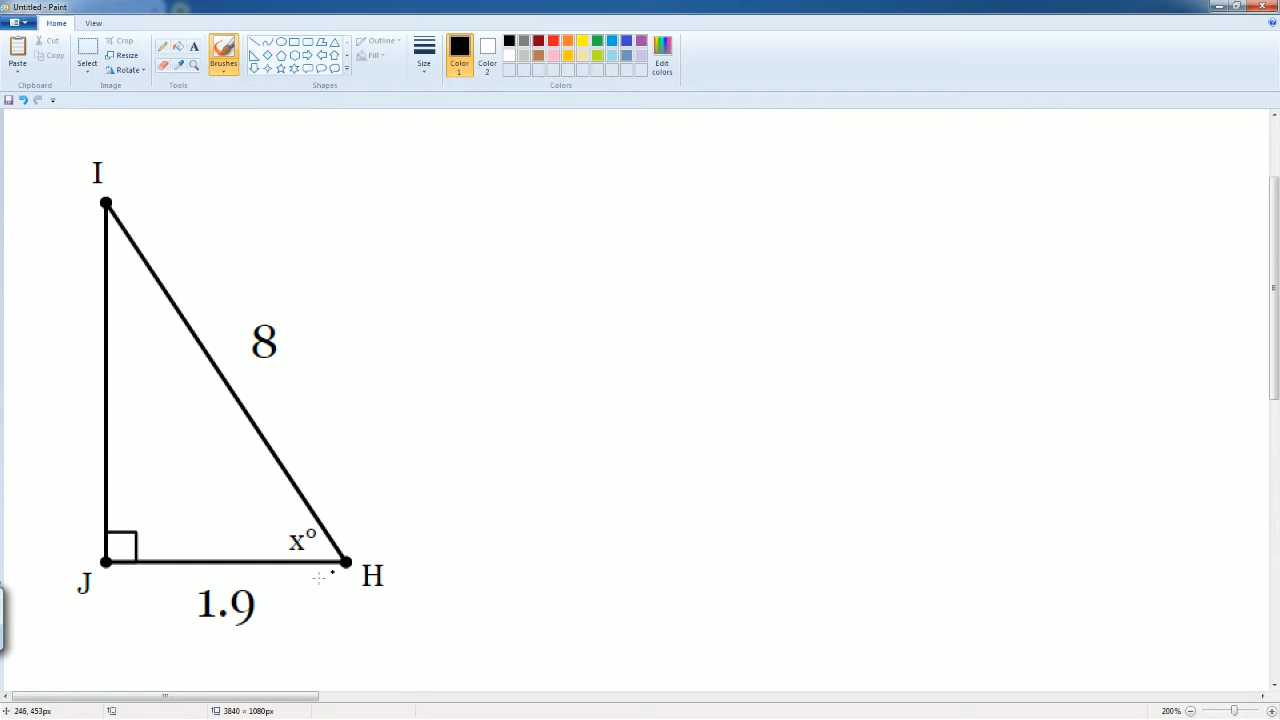 Untitled - Paint
Home View
Paste
Cut
Copy
Clipboard
Select
Crop
Resize
Rotate
Image
A
Tools
Brushes
Outline
Fill
Shapes
Size
Color 1
Color 2
Edit colors
Colors
I
8
xº
J
H
1.9
246, 453px
3840 × 1080px
200%